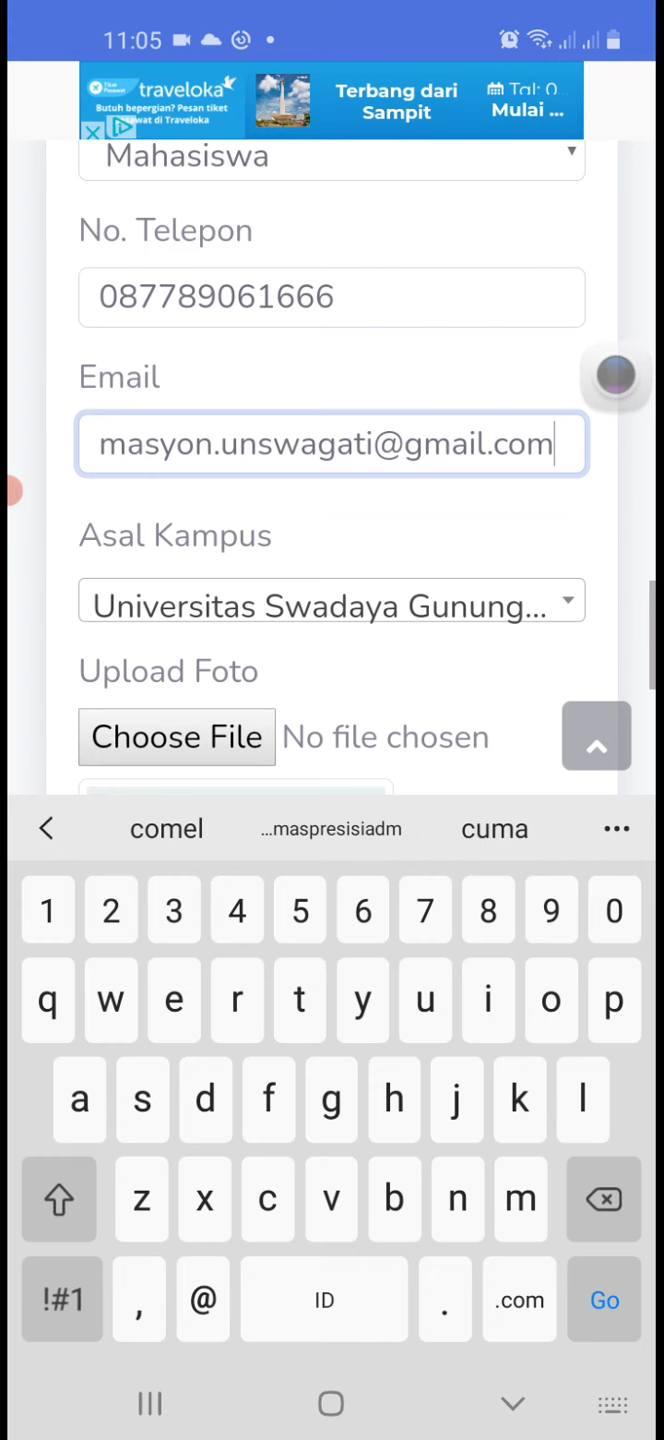 11:05
traveloka
Butuh bepergian? Pesan tiket
Terbang dari
Sampit
Mulai ...
Mahasiswa
No. Telepon
087789061666
Email
masyon.unswagati@gmail.com
Asal Kampus
Universitas Swadaya Gunung...
Upload Foto
Choose File No file chosen
comel ...maspresisiadm cuma
1 2 3 4 5 6 7 8 9 0
q w e r t y u i o p
a s d f g h j k l
z x c v b n m
!#1 , @ ID . .com Go